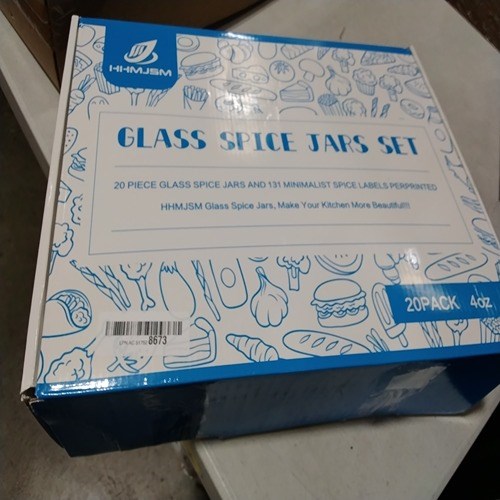 HHMJSM
GLASS SPICE JARS SET
20 PIECE GLASS SPICE JARS AND 131 MINIMALIST SPICE LABELS PERPRINTED
HHMJSM Glass Spice Jars, Make Your Kitchen More Beautiful!!!
20PACK 4oz
8673